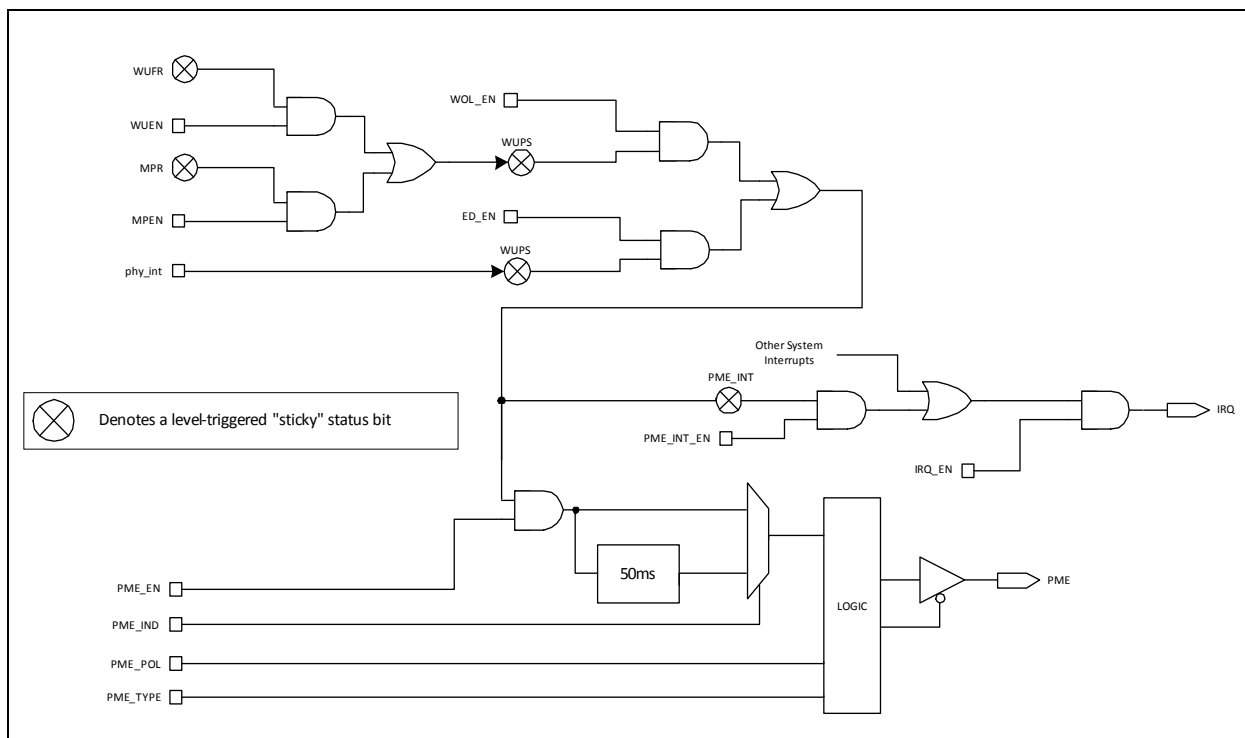 WUFR
WOL_EN
WUEN
WUPS
MPR
MPEN
ED_EN
WUPS
phy_int
Other System
Interrupts
PME_INT
Denotes a level-triggered "sticky" status bit
IRQ
PME_INT_EN
IRQ_EN
50ms
PME_EN
PME
LOGIC
PME_IND
PME_POL
PME_TYPE